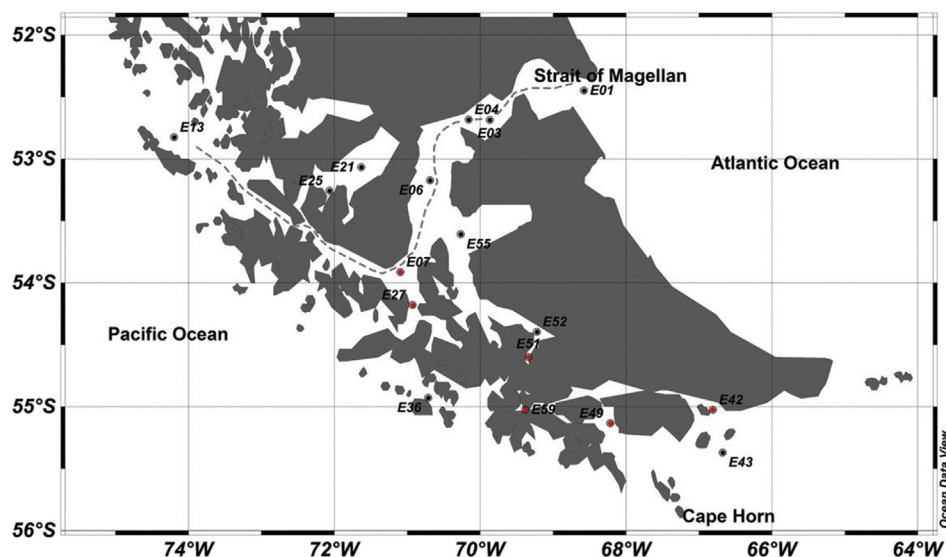 52°S
Strait of Magellan
E01
E04
E03
E13
53°S
Atlantic Ocean
E21
E25
E06
E55
E07
54°S
E27
Pacific Ocean
E52
E51
55°S
E36
E59
E49
E42
E43
56°S
Cape Horn
Ocean Data View
74°W
72°W
70°W
68°W
66°W
64°W